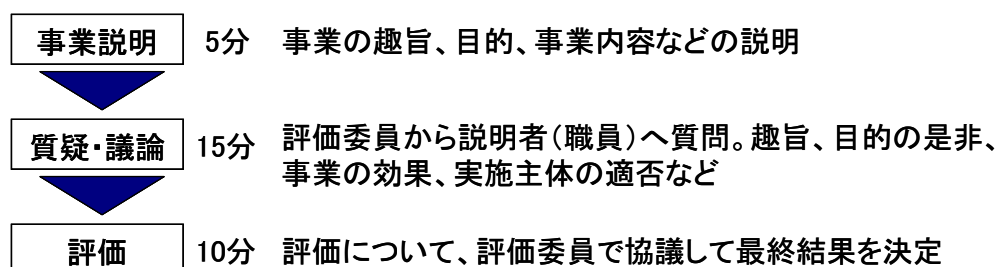 事業説明 5分 事業の趣旨、目的、事業内容などの説明
質疑・議論 15分 評価委員から説明者(職員)へ質問。趣旨、目的の是非、
事業の効果、実施主体の適否など
評価 10分 評価について、評価委員で協議して最終結果を決定